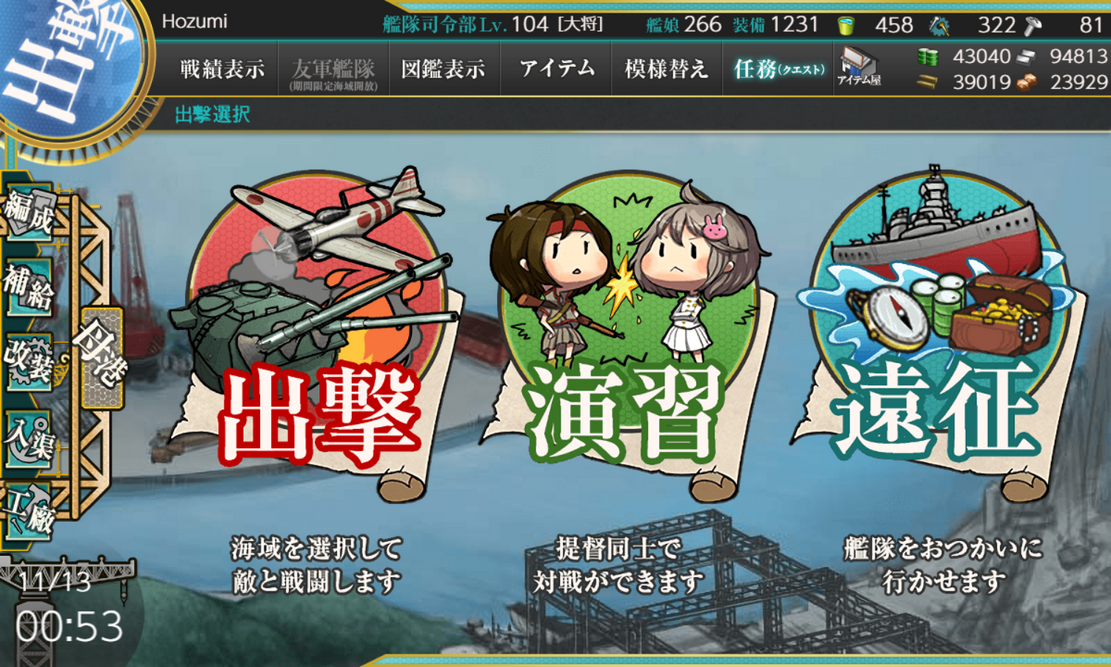 出撃
Hozumi
艦隊司令部Lv.104 [大将]
艦娘 266 装備 1231
458
322
81
戦績表示
友軍艦隊
(期間限定海域開放)
図鑑表示
アイテム
模様替え
任務(クエスト)
アイテム屋
43040
94813
39019
23929
出撃選択
編成
補給
改装
入渠
工廠
母港
出撃
演習
遠征
海域を選択して
敵と戦闘します
提督同士で
対戦ができます
艦隊をおつかいに
行かせます
11/13
00:53